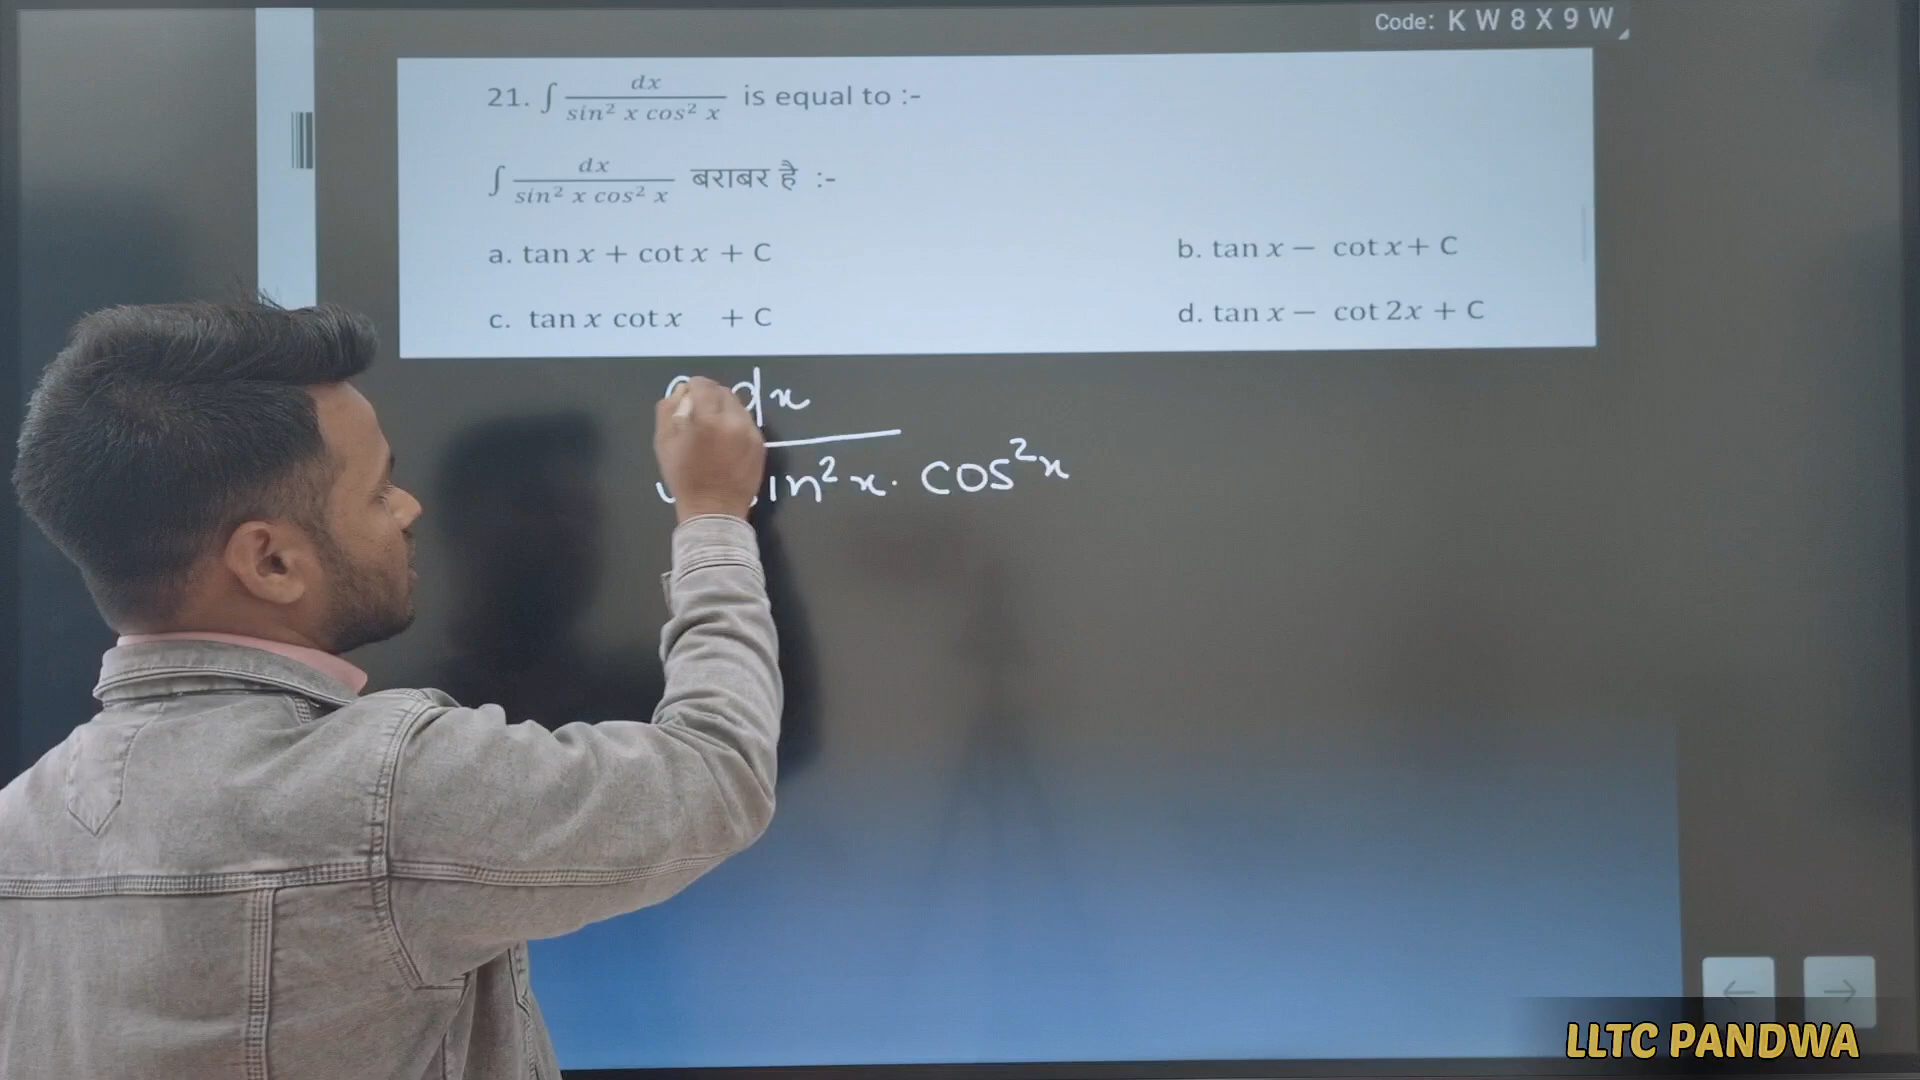 Code: K W 8 X 9 W
21. ∫ dx / sin² x cos² x is equal to :-
∫ dx / sin² x cos² x बराबर है :-
a. tan x + cot x + C
b. tan x − cot x + C
c. tan x cot x + C
d. tan x − cot 2x + C
dx
in²x. cos²x
LLTC PANDWA